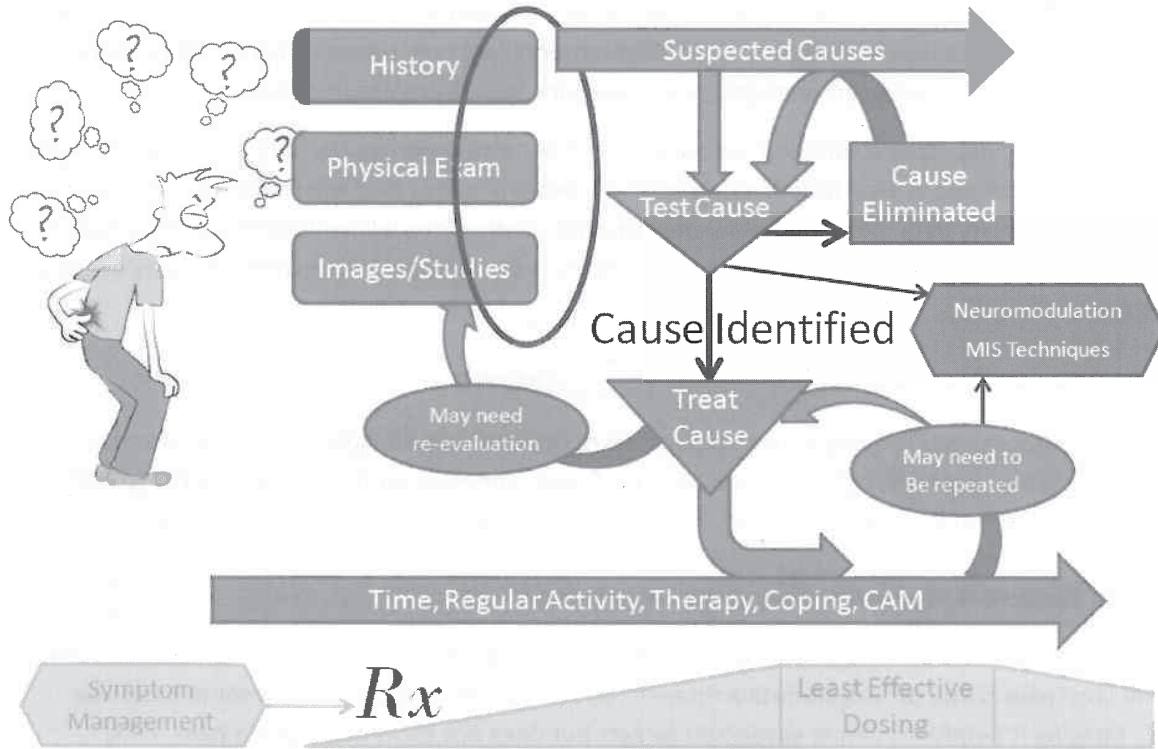 ?
?
?
?
?
History
Physical Exam
Images/Studies
Suspected Causes
Test Cause
Cause
Eliminated
Cause Identified
Neuromodulation
MIS Techniques
Treat
Cause
May need
re-evaluation
May need to
Be repeated
Time, Regular Activity, Therapy, Coping, CAM
Symptom
Management
Rx
Least Effective
Dosing